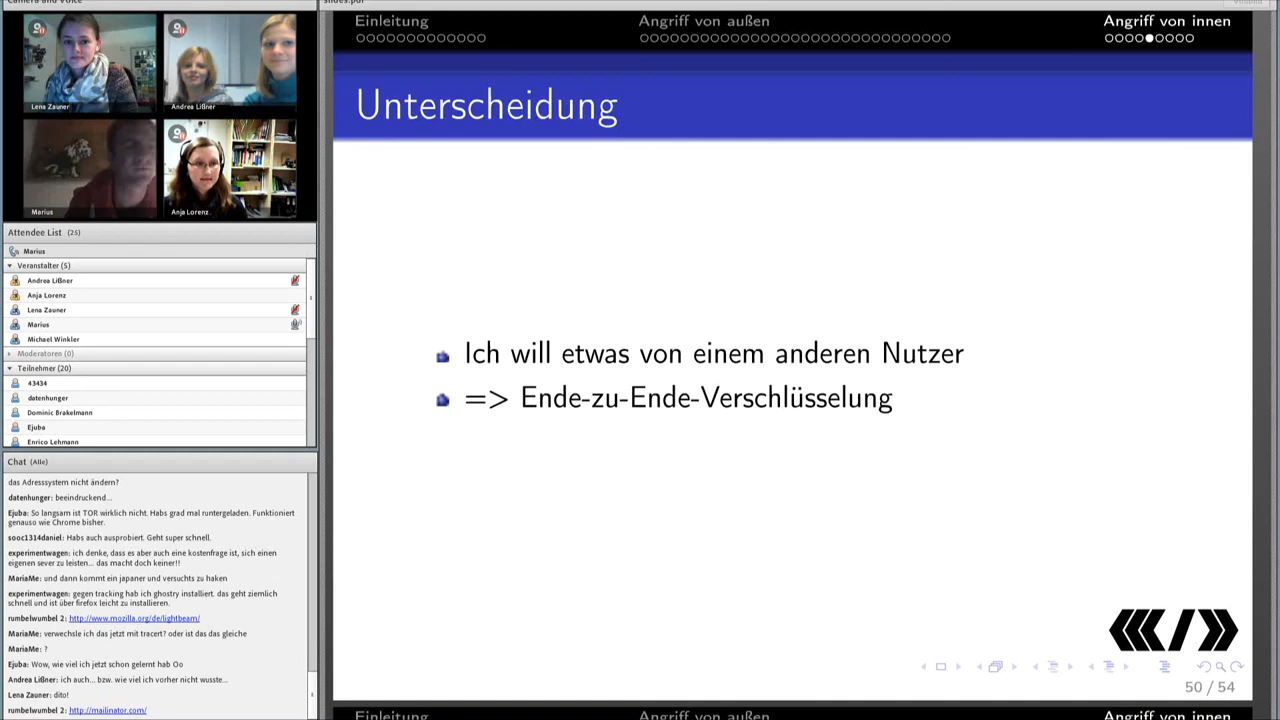 Camera and Voice
slides.pdf
Lena Zauner
Andrea Lißner
Marius
Anja Lorenz
Attendee List (25)
Marius
Veranstalter (5)
Andrea Lißner
Anja Lorenz
Lena Zauner
Marius
Michael Winkler
Moderatoren (0)
Teilnehmer (20)
43434
datenhunger
Dominic Brakelmann
Ejuba
Enrico Lehmann
Chat (Alle)
das Adresssystem nicht ändern?
datenhunger: beeindruckend...
Ejuba: So langsam ist TOR wirklich nicht. Habs grad mal runtergeladen. Funktioniert
genauso wie Chrome bisher.
sooc1314daniel: Habs auch ausprobiert. Geht super schnell.
experimentwagen: ich denke, dass es aber auch eine kostenfrage ist, sich einen
eigenen sever zu leisten... das macht doch keiner!!
MariaMe: und dann kommt ein japaner und versuchts zu haken
experimentwagen: gegen tracking hab ich ghostry installiert. das geht ziemlich
schnell und ist über firefox leicht zu installieren.
rumbelwumbel 2: http://www.mozilla.org/de/lightbeam/
MariaMe: verwechsle ich das jetzt mit tracert? oder ist das das gleiche
MariaMe: ?
Ejuba: Wow, wie viel ich jetzt schon gelernt hab Oo
Andrea Lißner: ich auch... bzw. wie viel ich vorher nicht wusste...
Lena Zauner: dito!
rumbelwumbel 2: http://mailinator.com/
Einleitung
Angriff von außen
Angriff von innen
Unterscheidung
Ich will etwas von einem anderen Nutzer
=> Ende-zu-Ende-Verschlüsselung
50 / 54
Einleitung
Angriff von außen
Angriff von innen